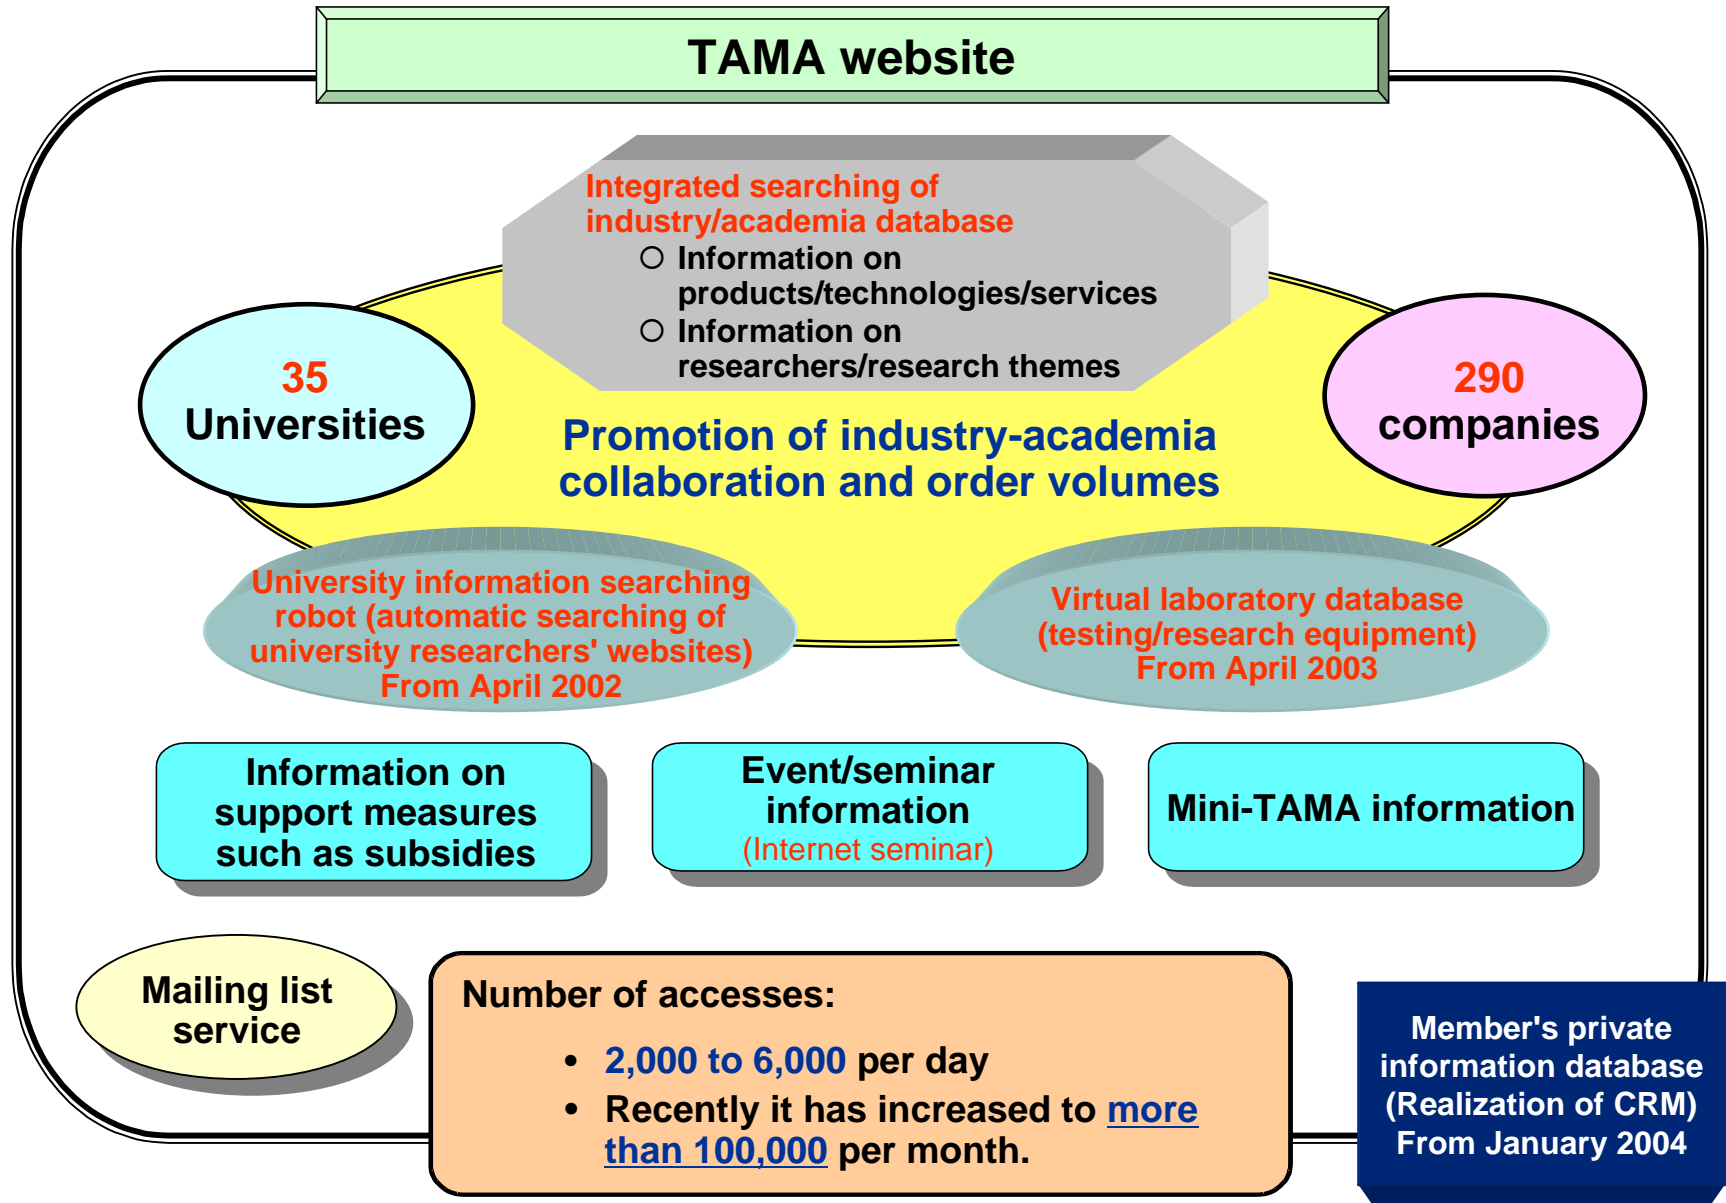 TAMA website
Integrated searching of
industry/academia database
○ Information on
products/technologies/services
○ Information on
researchers/research themes
35
Universities
290
companies
Promotion of industry-academia
collaboration and order volumes
University information searching
robot (automatic searching of
university researchers' websites)
From April 2002
Virtual laboratory database
(testing/research equipment)
From April 2003
Information on
support measures
such as subsidies
Event/seminar
information
(Internet seminar)
Mini-TAMA information
Mailing list
service
Number of accesses:
• 2,000 to 6,000 per day
• Recently it has increased to more
than 100,000 per month.
Member's private
information database
(Realization of CRM)
From January 2004